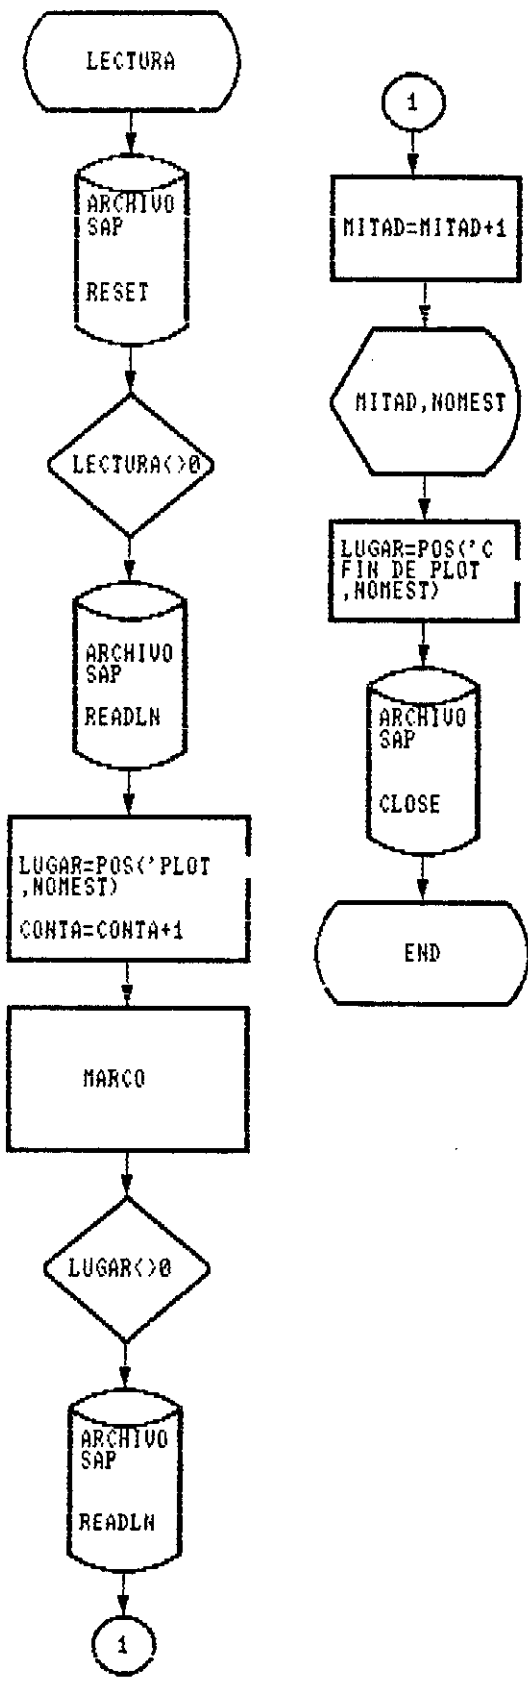 LECTURA
ARCHIVO
SAP
RESET
LECTURA<>0
ARCHIVO
SAP
READLN
LUGAR=POS('PLOT
,NOMEST)
CONTA=CONTA+1
MARCO
LUGAR<>0
ARCHIVO
SAP
READLN
1
1
MITAD=MITAD+1
MITAD,NOMEST
LUGAR=POS('C
FIN DE PLOT
,NOMEST)
ARCHIVO
SAP
CLOSE
END